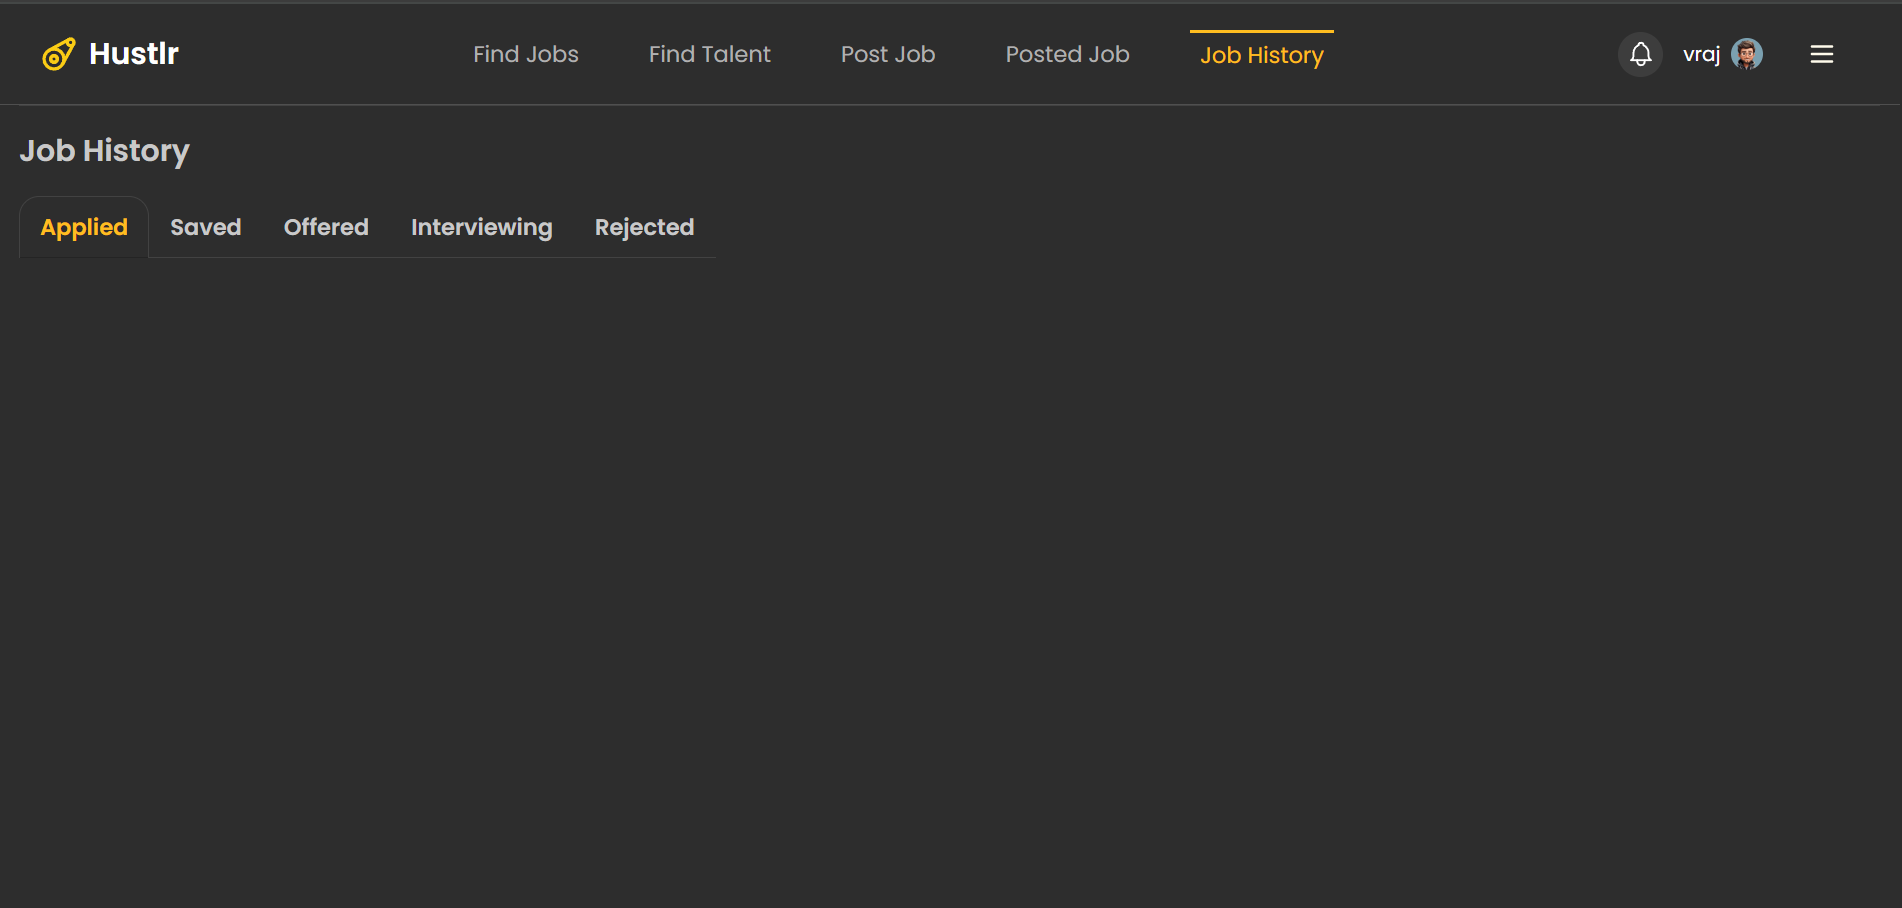 Hustlr Find Jobs Find Talent Post Job Posted Job Job History vraj
Job History
Applied Saved Offered Interviewing Rejected